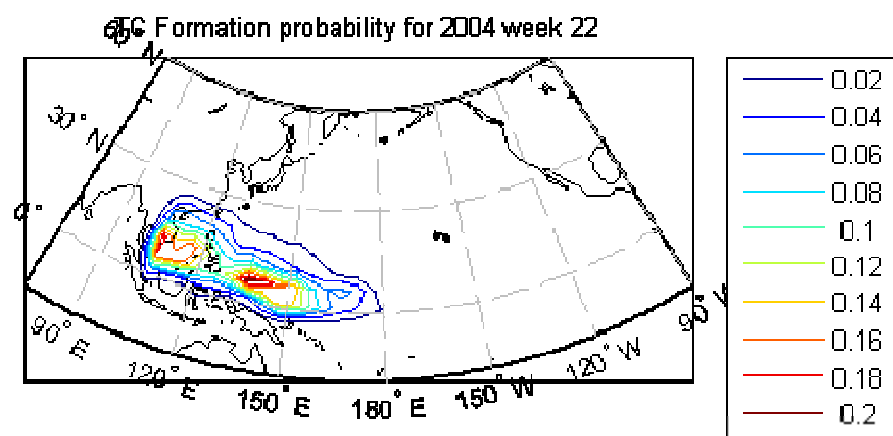 TC Formation probability for 2004 week 22
60° N
30° N
0°
90° E
120° E
150° E
180° E
150° W
120° W
90° W
0.02
0.04
0.06
0.08
0.1
0.12
0.14
0.16
0.18
0.2